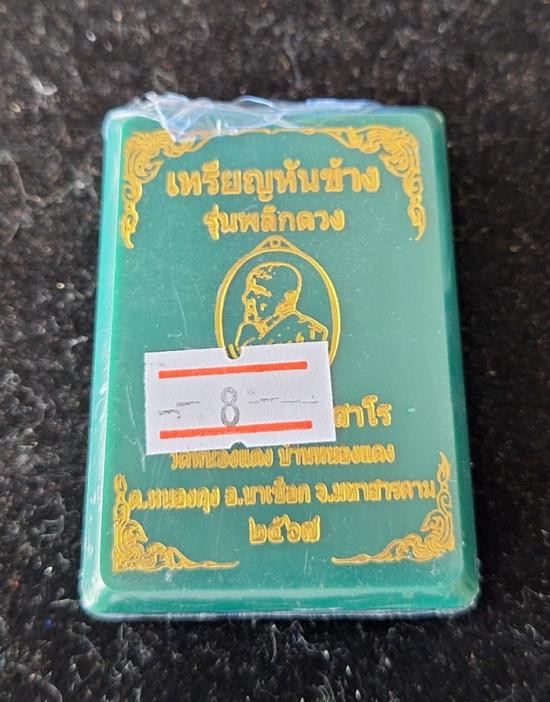 เหรียญหันข้าง
รุ่นพลิกดวง
8
สาโร
วัดหนองแดง บ้านหนองแดง
ต.หนองกุง อ.นาเชือก จ.มหาสารคาม
๒๕๖๗